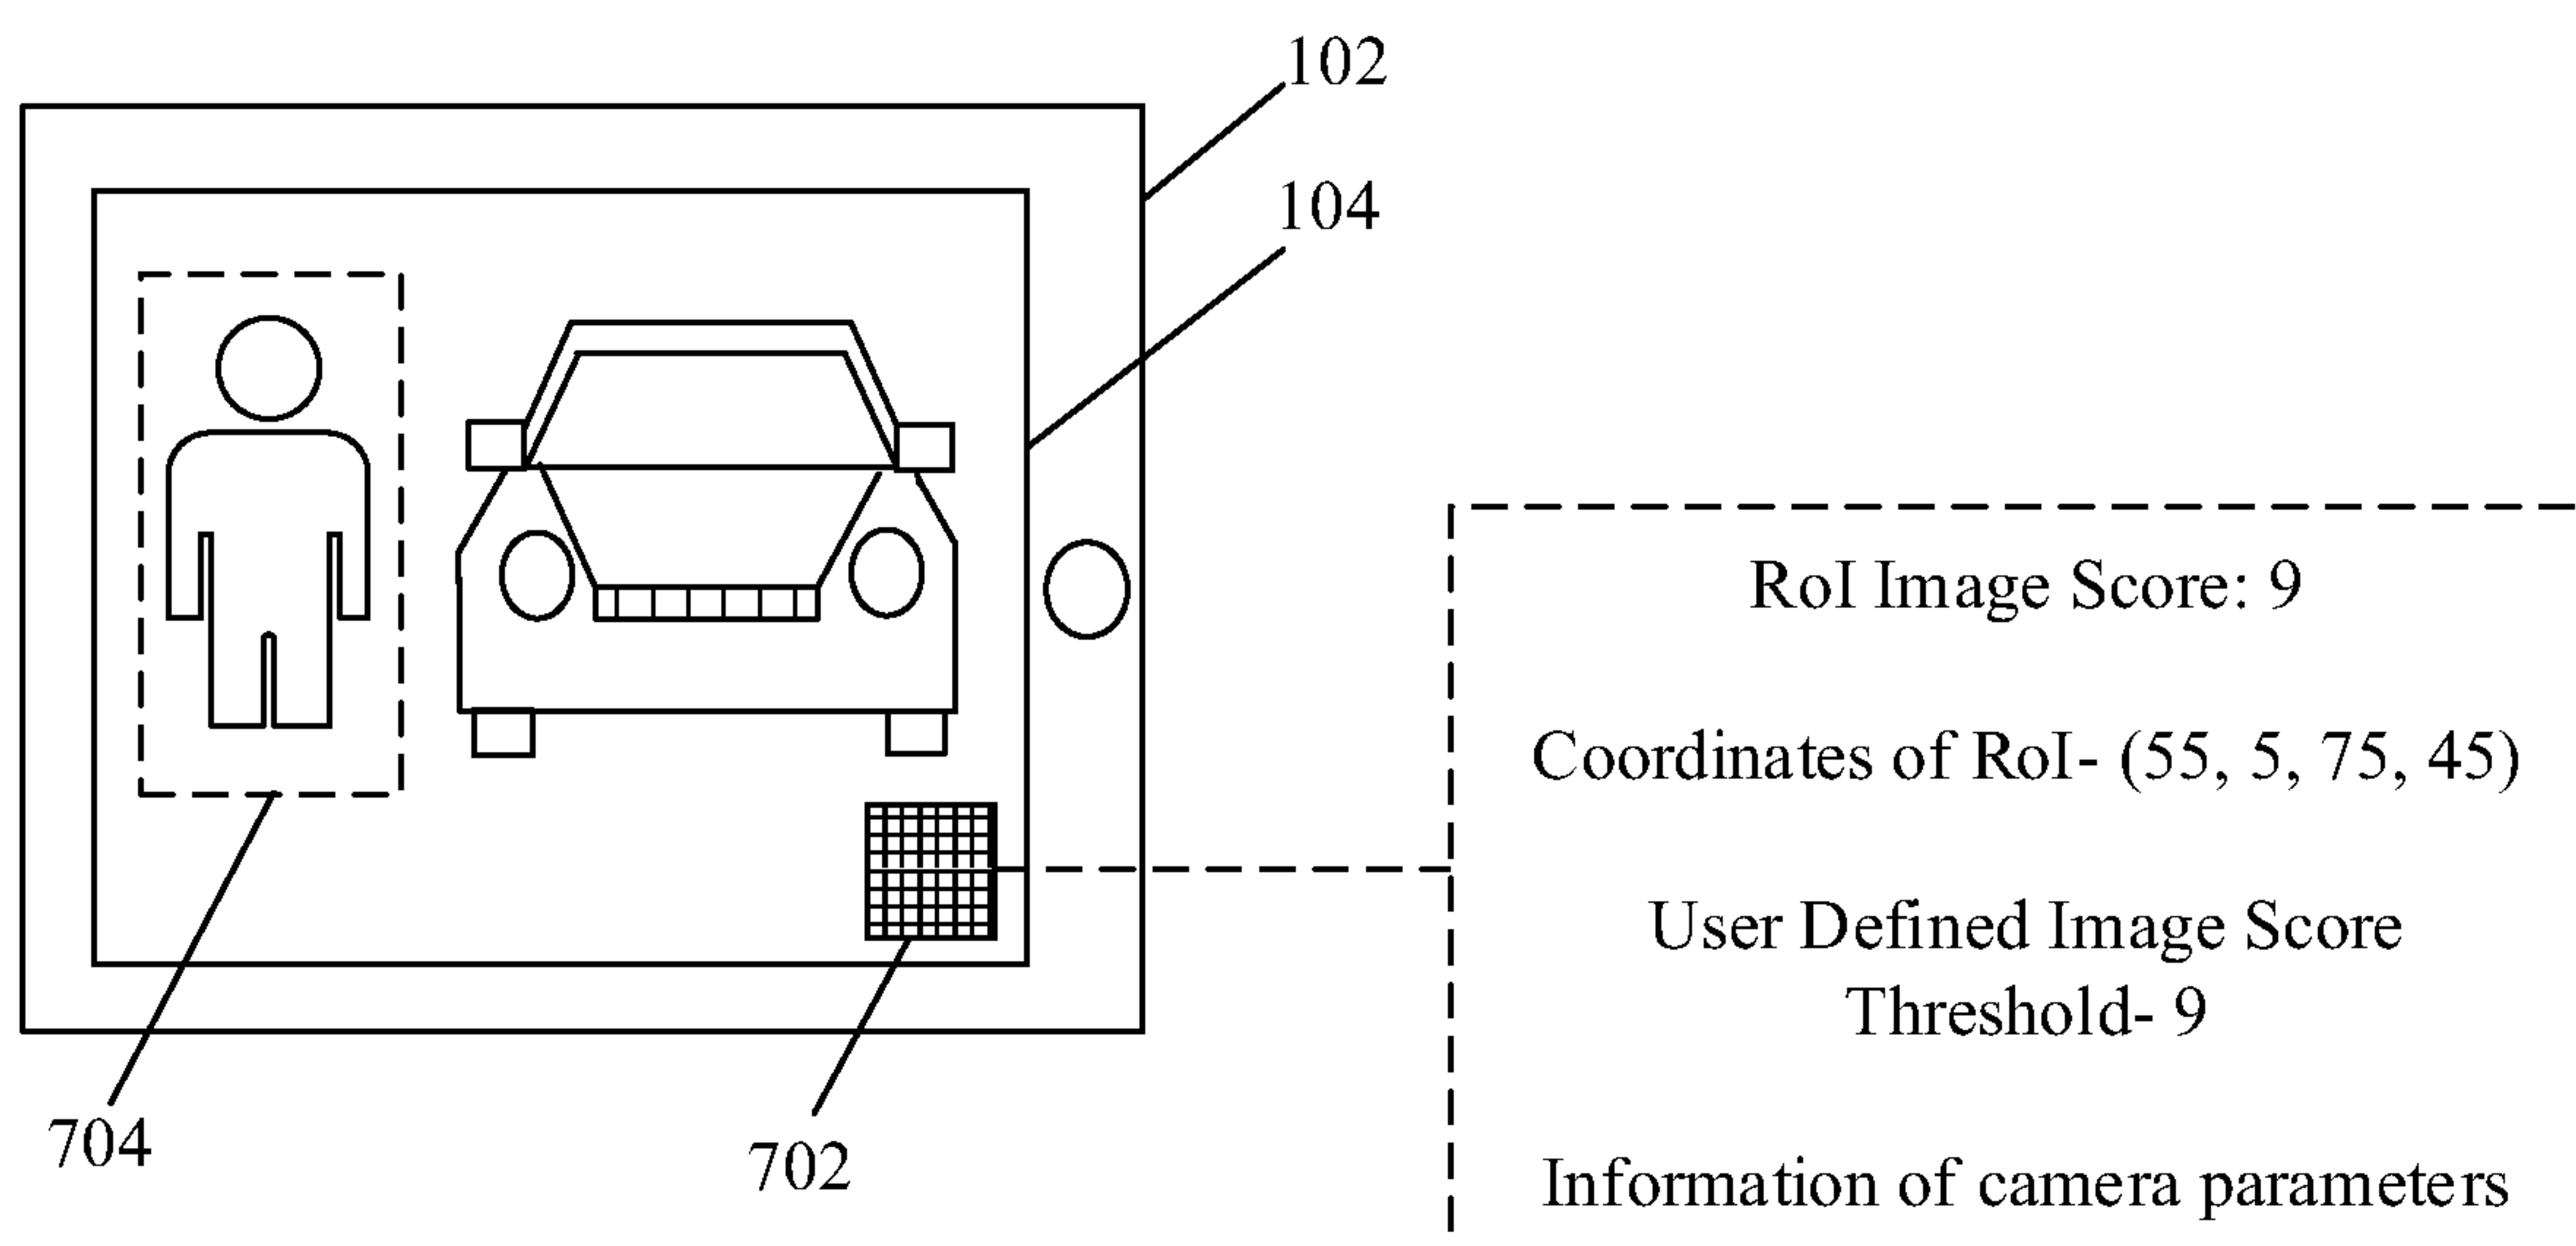 102
104
RoI Image Score: 9
Coordinates of RoI- (55, 5, 75, 45)
User Defined Image Score
Threshold- 9
Information of camera parameters
704
702